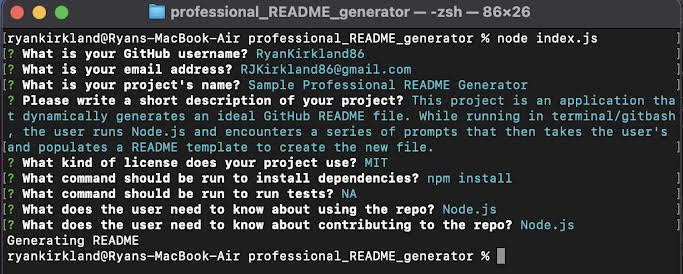 professional_README_generator — -zsh — 86×26
[ryankirkland@Ryans-MacBook-Air professional_README_generator % node index.js ]
[? What is your GitHub username? RyanKirkland86 ]
[? What is your email address? RJKirkland86@gmail.com ]
[? What is your project's name? Sample Professional README Generator ]
[? Please write a short description of your project? This project is an application tha]
[t dynamically generates an ideal GitHub README file. While running in terminal/gitbash]
[, the user runs Node.js and encounters a series of prompts that then takes the user's ]
[and populates a README template to create the new file. ]
? What kind of license does your project use? MIT
[? What command should be run to install dependencies? npm install ]
[? What command should be run to run tests? NA ]
[? What does the user need to know about using the repo? Node.js ]
[? What does the user need to know about contributing to the repo? Node.js ]
Generating README
ryankirkland@Ryans-MacBook-Air professional_README_generator %